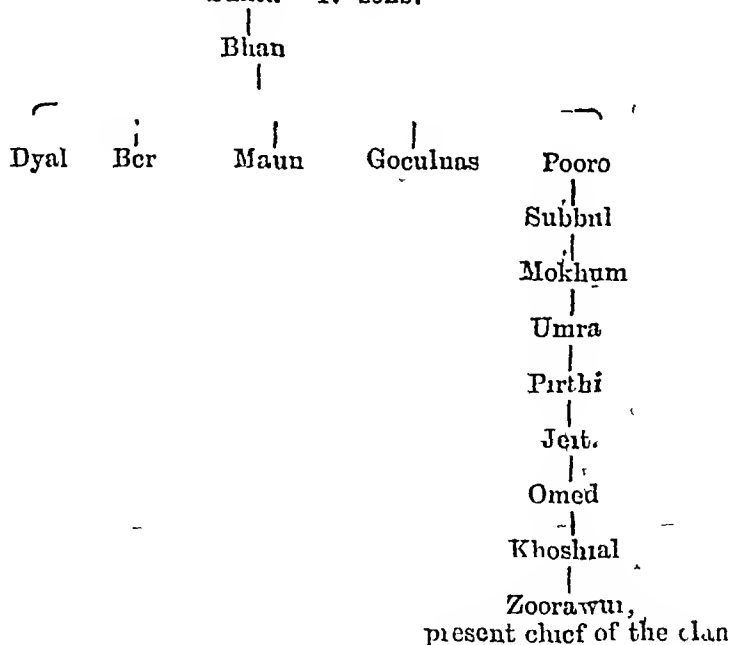 Bhan
Dyal Ber Maun Goculnas Pooro
Subbul
Mokhum
Umra
Pirthi
Jeit.
Omed
Khoshial
Zoorawur,
present chief of the clan